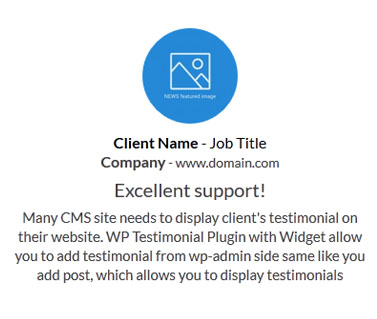 NEWS featured image
Client Name - Job Title
Company - www.domain.com
Excellent support!
Many CMS site needs to display client's testimonial on
their website. WP Testimonial Plugin with Widget allow
you to add testimonial from wp-admin side same like you
add post, which allows you to display testimonials